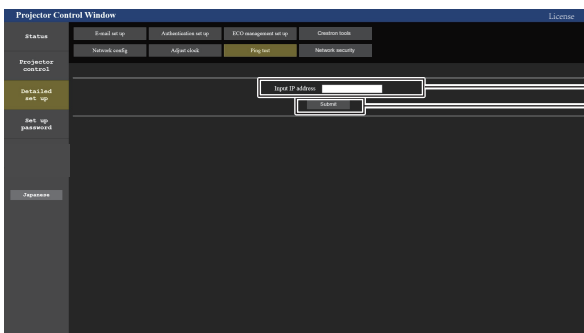 Projector Control Window
License
Status
E-mail set up
Authentication set up
ECO management set up
Crestron tools
Network config
Adjust clock
Ping test
Network security
Projector
control
Detailed
set up
Set up
password
Japanese
Input IP address
Submit